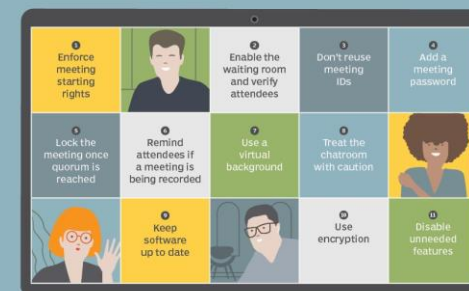 1
Enforce
meeting
starting
rights
2
Enable the
waiting room
and verify
attendees
3
Don't reuse
meeting
IDs
4
Add a
meeting
password
5
Lock the
meeting once
quorum is
reached
6
Remind
attendees if
a meeting is
being recorded
7
Use a
virtual
background
8
Treat the
chatroom
with caution
9
Keep
software
up to date
10
Use
encryption
11
Disable
unneeded
features